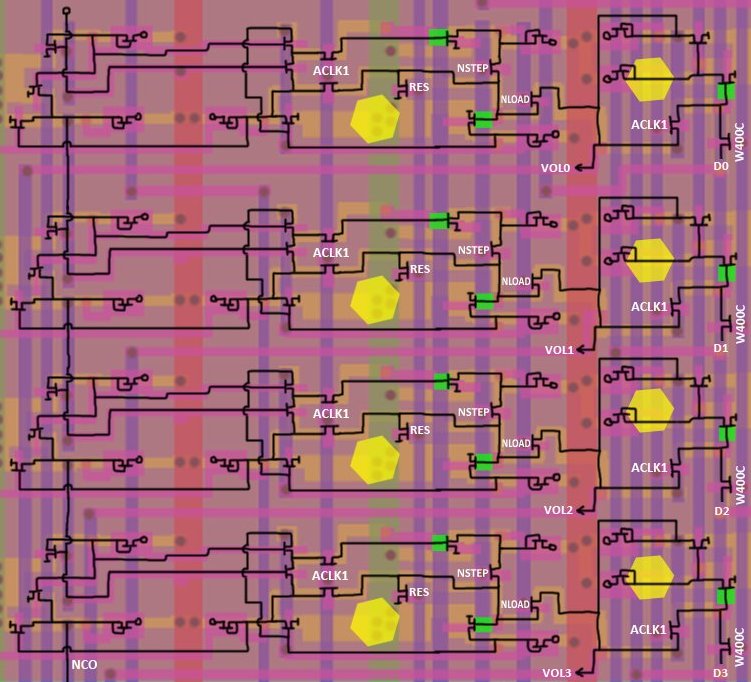 ACLK1 NSTEP
RES
NLOAD ACLK1 W400C
VOL0 D0
ACLK1 NSTEP
RES
NLOAD ACLK1 W400C
VOL1 D1
ACLK1 NSTEP
RES
NLOAD ACLK1 W400C
VOL2 D2
ACLK1 NSTEP
RES
NLOAD ACLK1 W400C
NCO VOL3 D3